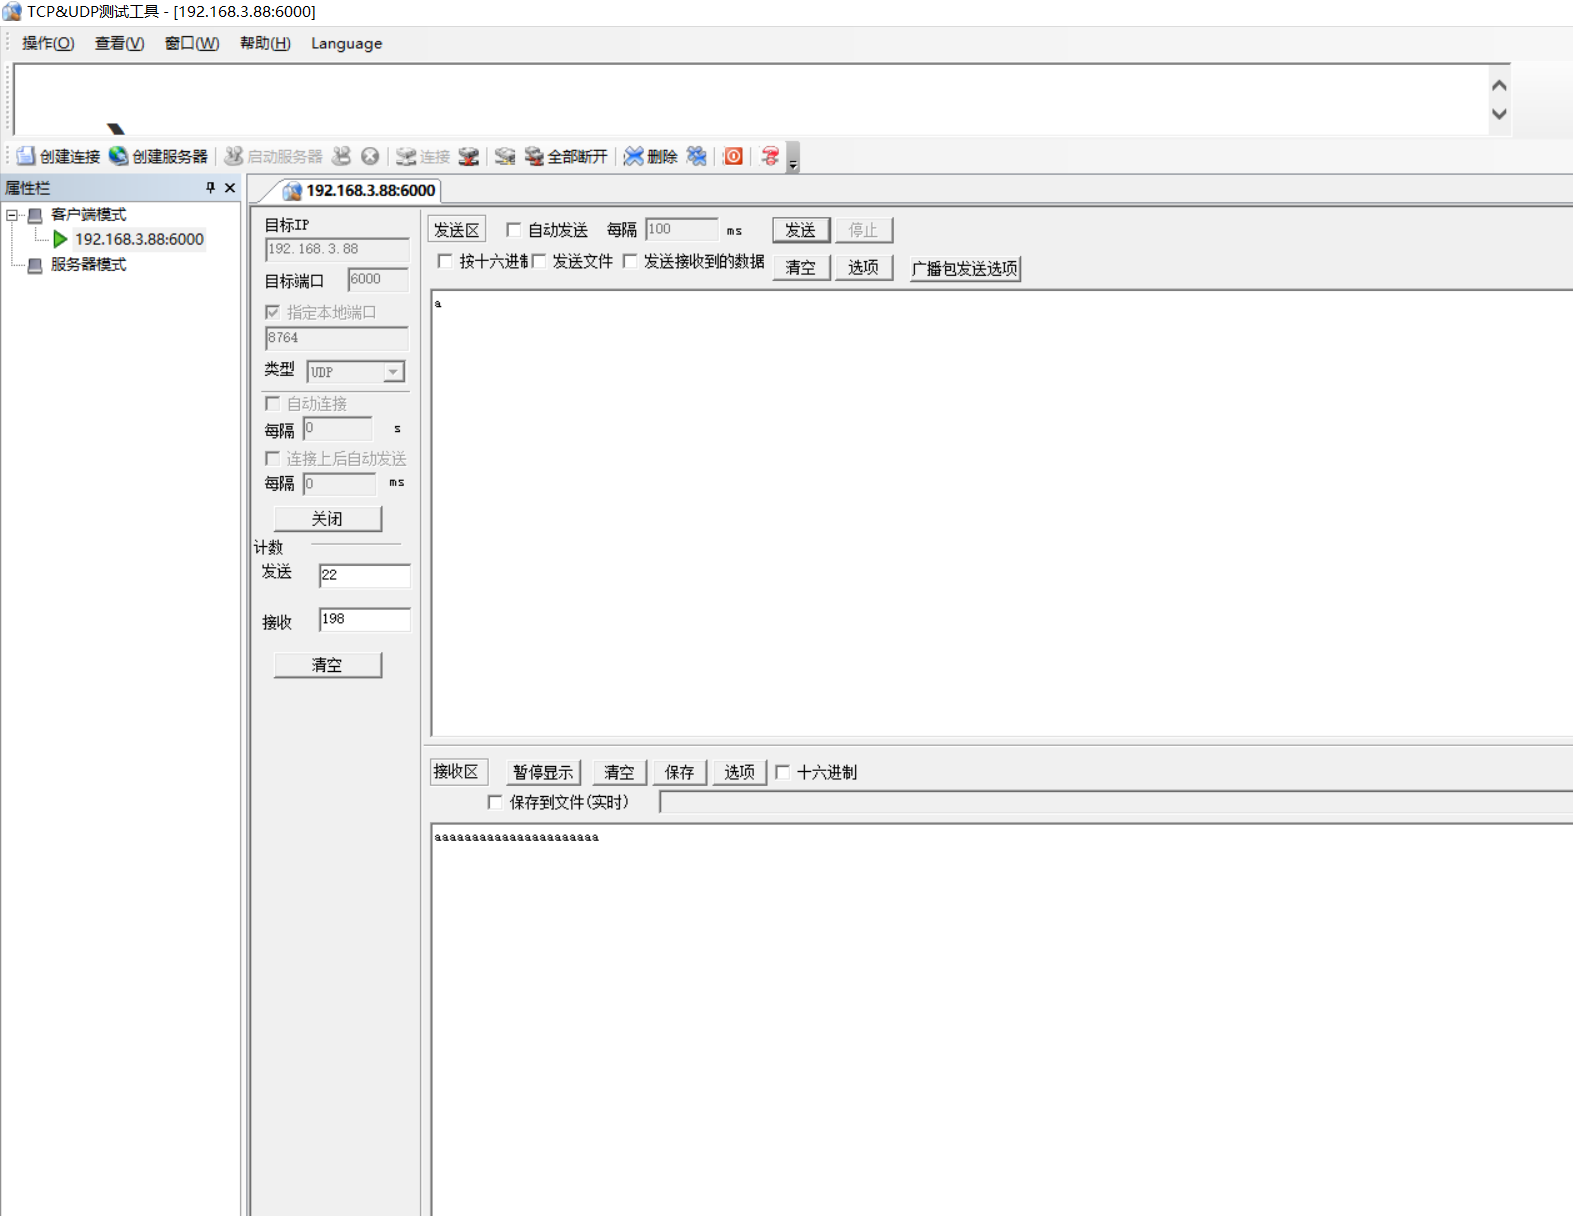 TCP&UDP测试工具 - [192.168.3.88:6000]
操作(O) 查看(V) 窗口(W) 帮助(H) Language
创建连接 创建服务器 启动服务器 连接 全部断开 删除
属性栏
客户端模式
192.168.3.88:6000
服务器模式
192.168.3.88:6000
目标IP
192.168.3.88
目标端口 6000
指定本地端口
8764
类型 UDP
自动连接
每隔 0 s
连接上后自动发送
每隔 0 ms
关闭
计数
发送 22
接收 198
清空
发送区 自动发送 每隔 100 ms 发送 停止
按十六进制 发送文件 发送接收到的数据 清空 选项 广播包发送选项
a
接收区 暂停显示 清空 保存 选项 十六进制
保存到文件(实时)
aaaaaaaaaaaaaaaaaaaaaa